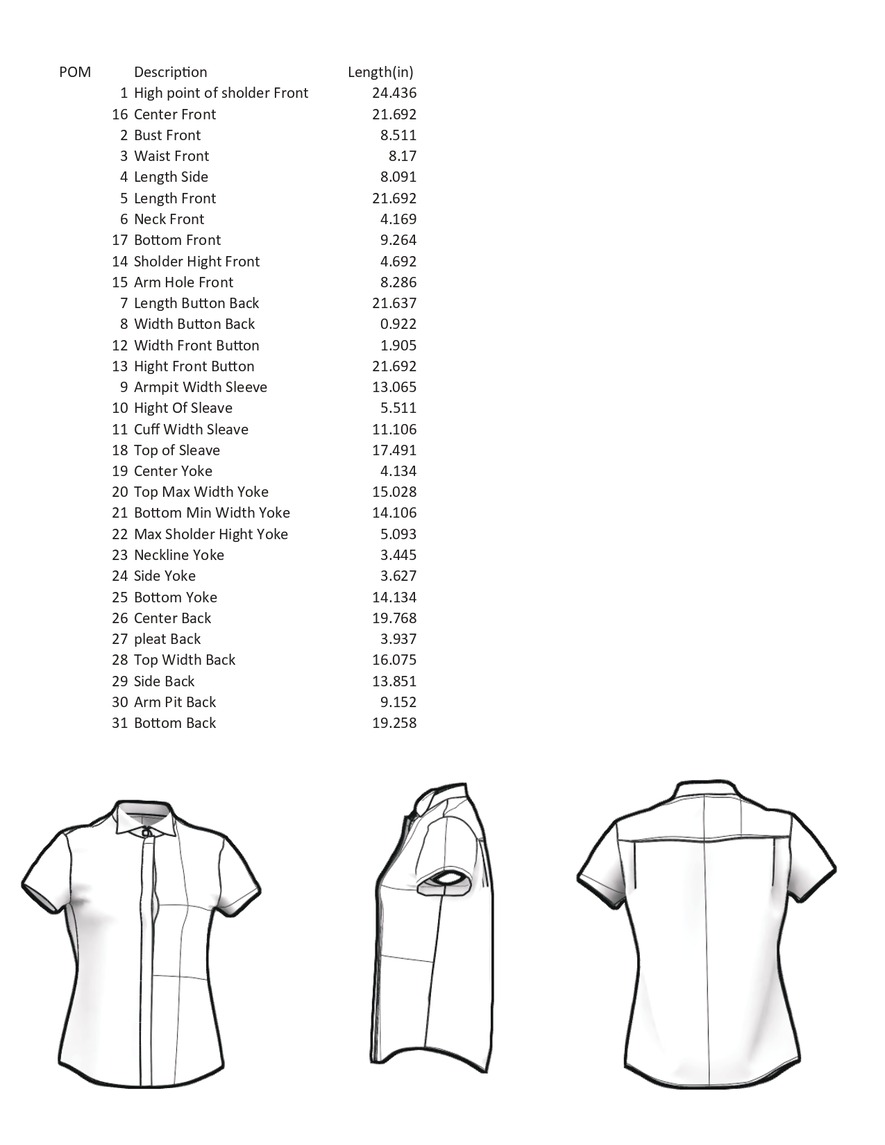 POM Description Length(in)
1 High point of sholder Front 24.436
16 Center Front 21.692
2 Bust Front 8.511
3 Waist Front 8.17
4 Length Side 8.091
5 Length Front 21.692
6 Neck Front 4.169
17 Bottom Front 9.264
14 Sholder Hight Front 4.692
15 Arm Hole Front 8.286
7 Length Button Back 21.637
8 Width Button Back 0.922
12 Width Front Button 1.905
13 Hight Front Button 21.692
9 Armpit Width Sleeve 13.065
10 Hight Of Sleave 5.511
11 Cuff Width Sleave 11.106
18 Top of Sleave 17.491
19 Center Yoke 4.134
20 Top Max Width Yoke 15.028
21 Bottom Min Width Yoke 14.106
22 Max Sholder Hight Yoke 5.093
23 Neckline Yoke 3.445
24 Side Yoke 3.627
25 Bottom Yoke 14.134
26 Center Back 19.768
27 pleat Back 3.937
28 Top Width Back 16.075
29 Side Back 13.851
30 Arm Pit Back 9.152
31 Bottom Back 19.258